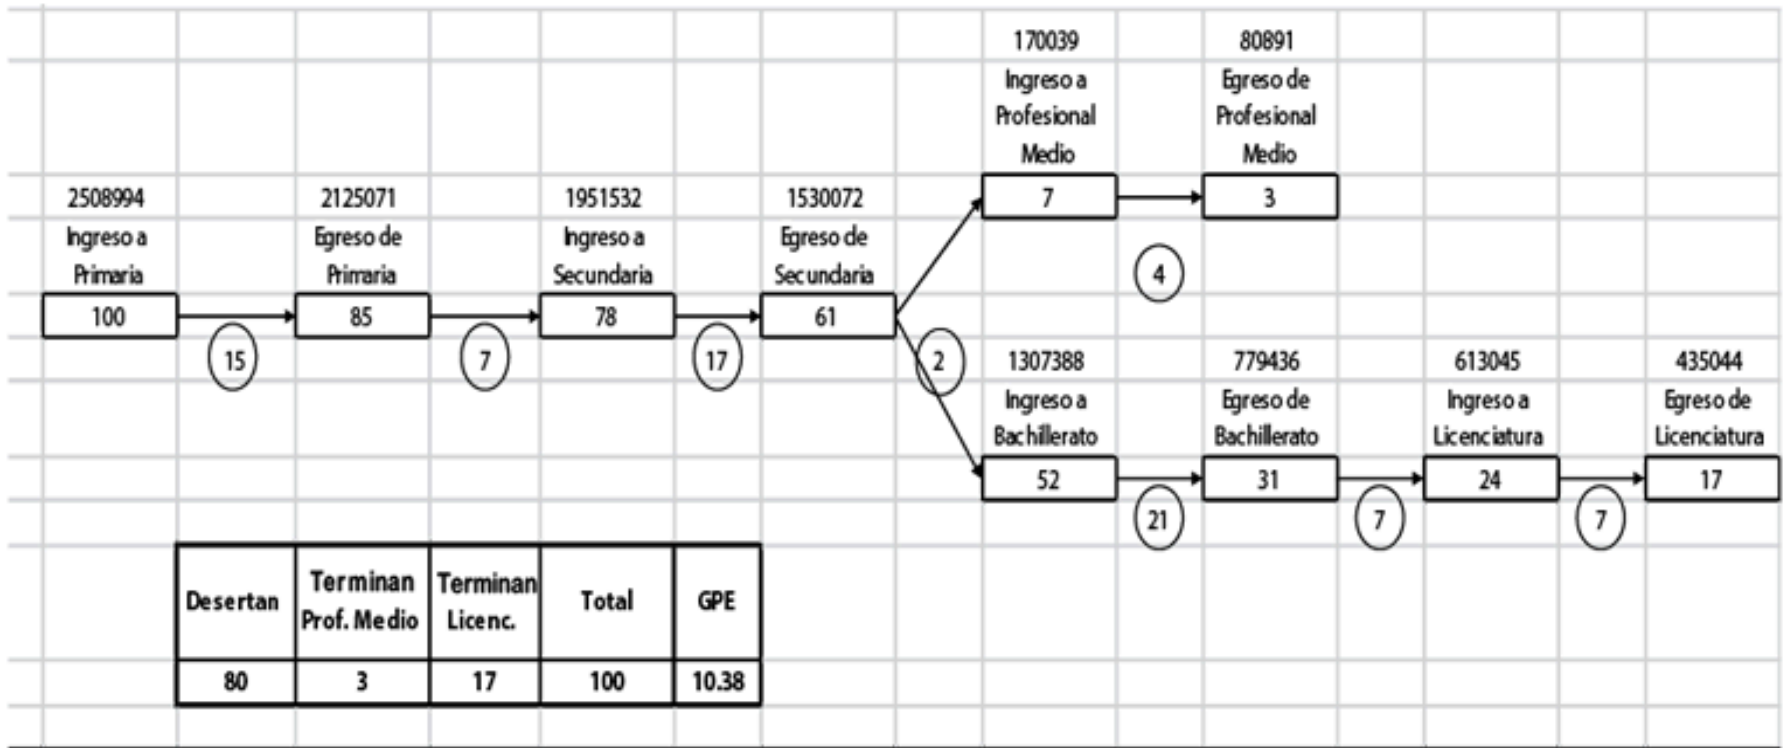 170039 80891
Ingreso a Egreso de
Profesional Profesional
Medio Medio
7 3
4
2508994 2125071 1951532 1530072
Ingreso a Egreso de Ingreso a Egreso de
Primaria Primaria Secundaria Secundaria
100 85 78 61
15 7 17 2
1307388 779436 613045 435044
Ingreso a Egreso de Ingreso a Egreso de
Bachillerato Bachillerato Licenciatura Licenciatura
52 31 24 17
21 7 7
Desertan Terminan Prof. Medio Terminan Licenc. Total GPE
80 3 17 100 10.38